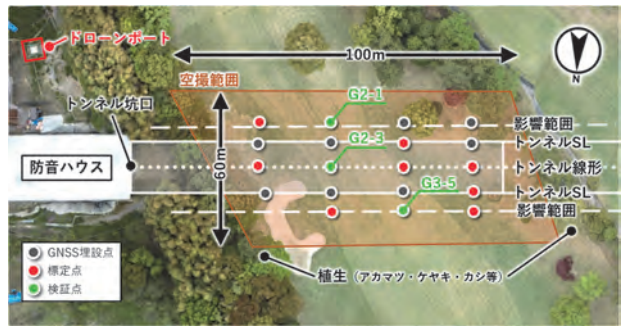 ドローンポート
100m
N
空撮範囲
G2-1
トンネル坑口
影響範囲
G2-3
トンネルSL
防音ハウス
60m
トンネル線形
G3-5
トンネルSL
影響範囲
GNSS埋設点
標定点
検証点
植生（アカマツ・ケヤキ・カシ等）